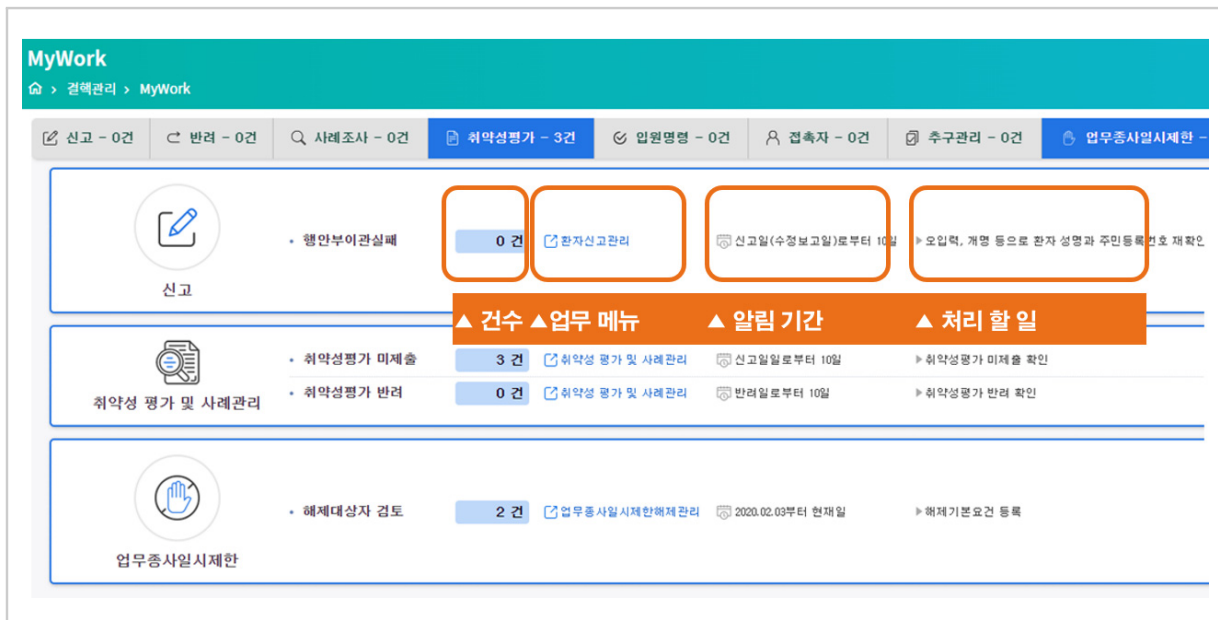 MyWork
결핵관리 > MyWork
신고 - 0건 반려 - 0건 사례조사 - 0건 취약성평가 - 3건 입원명령 - 0건 접촉자 - 0건 추구관리 - 0건 업무종사일시제한 -
행안부이관실패 0 건 환자신고관리 신고일(수정보고일)로부터 10일 오입력, 개명 등으로 환자 성명과 주민등록번호 재확인
신고
▲ 건수 ▲업무 메뉴 ▲ 알림 기간 ▲ 처리 할 일
취약성평가 미제출 3 건 취약성 평가 및 사례관리 신고일일로부터 10일 취약성평가 미제출 확인
취약성평가 반려 0 건 취약성 평가 및 사례관리 반려일로부터 10일 취약성평가 반려 확인
취약성 평가 및 사례관리
해제대상자 검토 2 건 업무종사일시제한해제관리 2020.02.03부터 현재일 해제기본요건 등록
업무종사일시제한